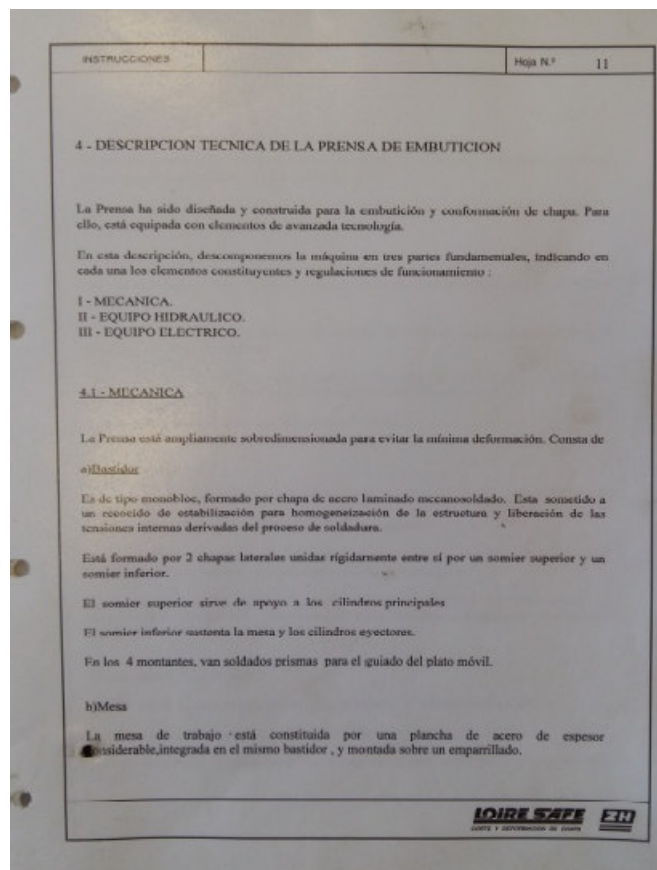 INSTRUCCIONES
Hoja N.º 11
4 - DESCRIPCION TECNICA DE LA PRENSA DE EMBUTICION
La Prensa ha sido diseñada y construida para la embutición y conformación de chapa. Para
ello, está equipada con elementos de avanzada tecnología.
En esta descripción, descomponemos la máquina en tres partes fundamentales, indicando en
cada una los elementos constituyentes y regulaciones de funcionamiento :
I - MECANICA.
II - EQUIPO HIDRAULICO.
III - EQUIPO ELECTRICO.
4.1 - MECANICA
La Prensa está ampliamente sobredimensionada para evitar la mínima deformación. Consta de
a)Bastidor
Es de tipo monobloc, formado por chapa de acero laminado mecanosoldado. Esta sometido a
un recocido de estabilización para homogeneización de la estructura y liberación de las
tensiones internas derivadas del proceso de soldadura.
Está formado por 2 chapas laterales unidas rígidamente entre sí por un somier superior y un
somier inferior.
El somier superior sirve de apoyo a los cilindros principales
El somier inferior sustenta la mesa y los cilindros eyectores.
En los 4 montantes, van soldados prismas para el guiado del plato móvil.
b)Mesa
La mesa de trabajo está constituida por una plancha de acero de espesor
considerable,integrada en el mismo bastidor , y montada sobre un emparrillado.
LOIRE SAFE ZH
CORTE Y DEFORMACION DE CHAPA